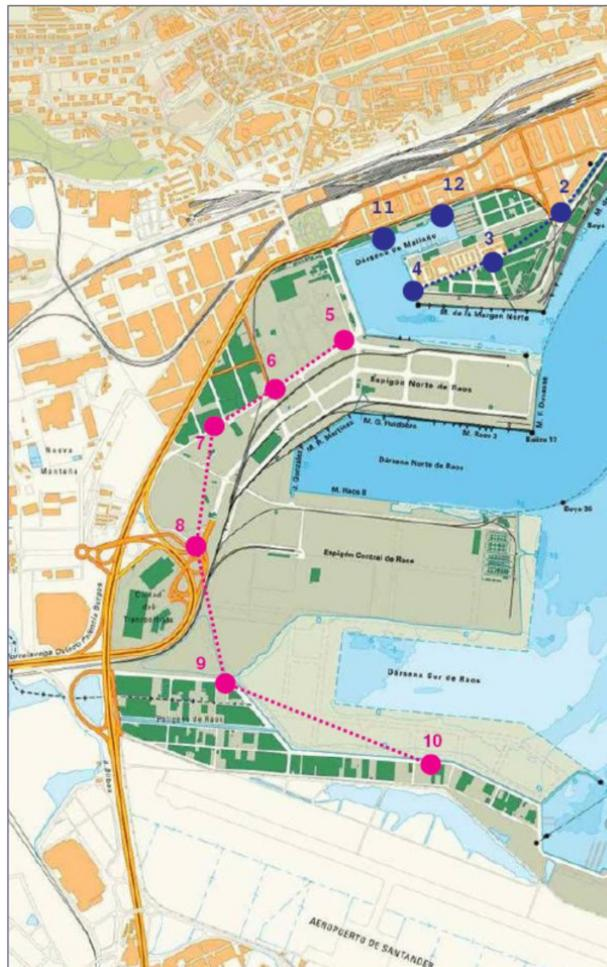 2
12
11
Dársena de Maliaño
3
4
M. de la Margen Norte
5
6
Espigón Norte de Raos
7
M. Raos 3
Dársena Norte de Raos
Nueva
Montaña
M. Raos 8
8
Espigón Central de Raos
Ciudad
del
Transportista
9
Dársena Sur de Raos
Polígono de Raos
10
AEROPUERTO DE SANTANDER